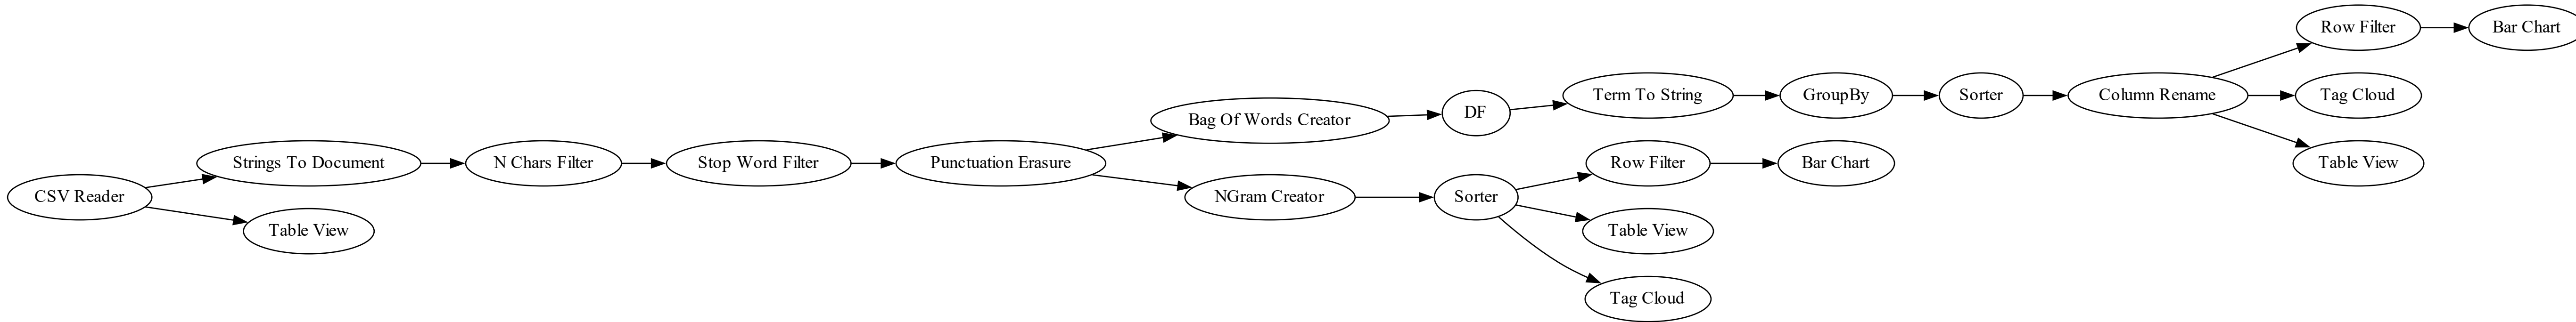 CSV Reader
Strings To Document
Table View
N Chars Filter
Stop Word Filter
Punctuation Erasure
Bag Of Words Creator
NGram Creator
DF
Sorter
Term To String
Row Filter
Table View
Tag Cloud
GroupBy
Bar Chart
Sorter
Column Rename
Row Filter
Tag Cloud
Table View
Bar Chart